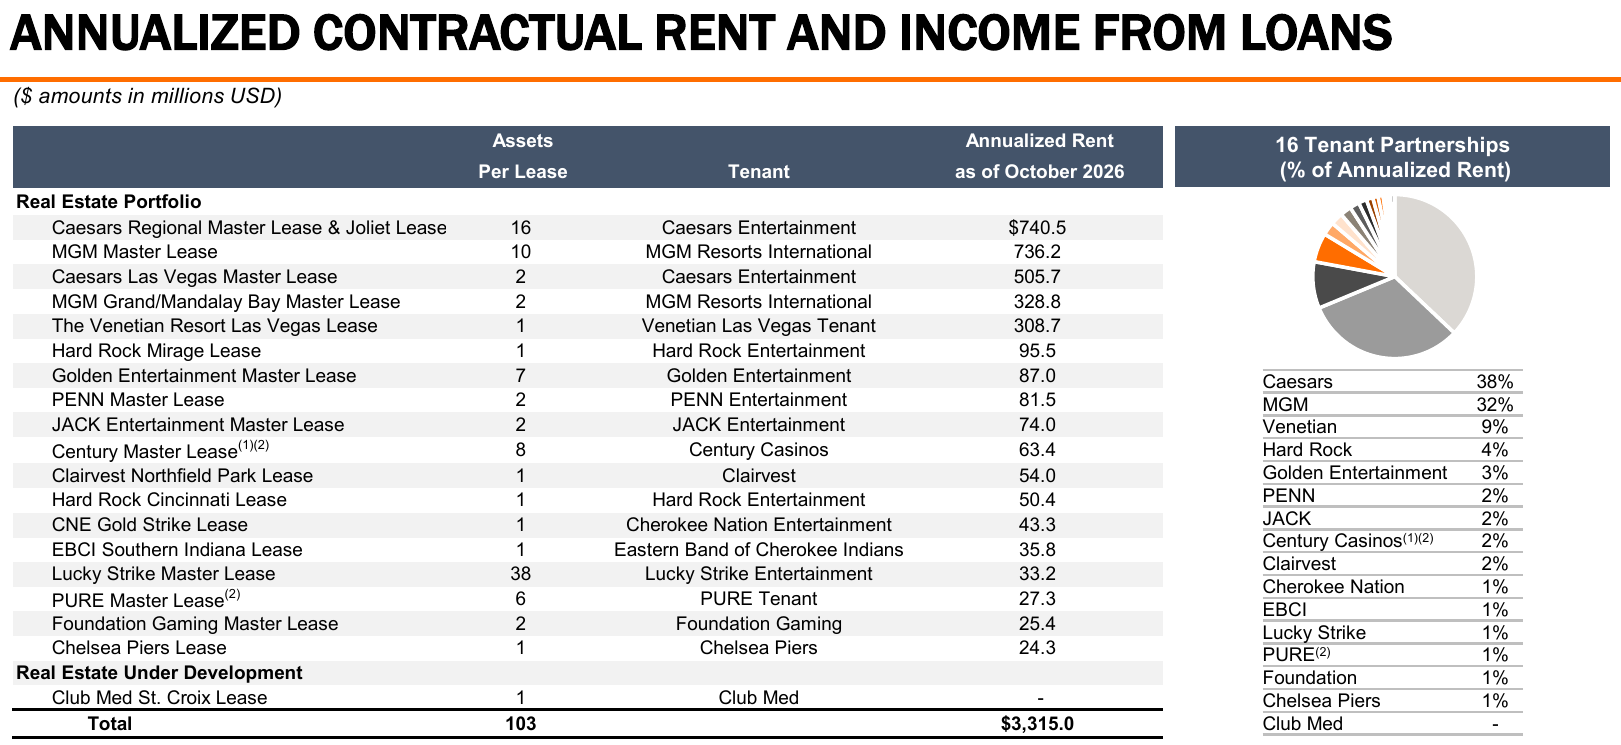 ANNUALIZED CONTRACTUAL RENT AND INCOME FROM LOANS
($ amounts in millions USD)
Assets Per Lease Tenant Annualized Rent as of October 2026
Real Estate Portfolio
Caesars Regional Master Lease & Joliet Lease 16 Caesars Entertainment $740.5
MGM Master Lease 10 MGM Resorts International 736.2
Caesars Las Vegas Master Lease 2 Caesars Entertainment 505.7
MGM Grand/Mandalay Bay Master Lease 2 MGM Resorts International 328.8
The Venetian Resort Las Vegas Lease 1 Venetian Las Vegas Tenant 308.7
Hard Rock Mirage Lease 1 Hard Rock Entertainment 95.5
Golden Entertainment Master Lease 7 Golden Entertainment 87.0
PENN Master Lease 2 PENN Entertainment 81.5
JACK Entertainment Master Lease 2 JACK Entertainment 74.0
Century Master Lease(1)(2) 8 Century Casinos 63.4
Clairvest Northfield Park Lease 1 Clairvest 54.0
Hard Rock Cincinnati Lease 1 Hard Rock Entertainment 50.4
CNE Gold Strike Lease 1 Cherokee Nation Entertainment 43.3
EBCI Southern Indiana Lease 1 Eastern Band of Cherokee Indians 35.8
Lucky Strike Master Lease 38 Lucky Strike Entertainment 33.2
PURE Master Lease(2) 6 PURE Tenant 27.3
Foundation Gaming Master Lease 2 Foundation Gaming 25.4
Chelsea Piers Lease 1 Chelsea Piers 24.3
Real Estate Under Development
Club Med St. Croix Lease 1 Club Med -
Total 103 $3,315.0
16 Tenant Partnerships
(% of Annualized Rent)
Caesars 38%
MGM 32%
Venetian 9%
Hard Rock 4%
Golden Entertainment 3%
PENN 2%
JACK 2%
Century Casinos(1)(2) 2%
Clairvest 2%
Cherokee Nation 1%
EBCI 1%
Lucky Strike 1%
PURE(2) 1%
Foundation 1%
Chelsea Piers 1%
Club Med -